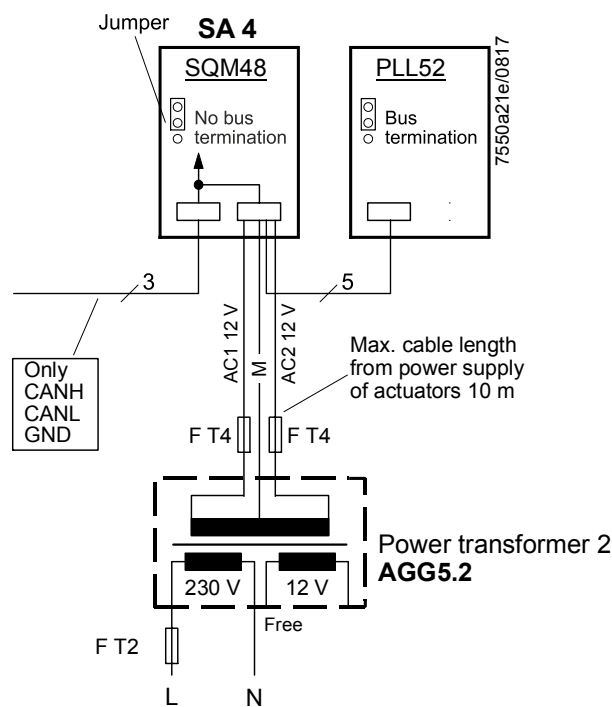 Jumper
SA 4
SQM48
No bus
termination
PLL52
Bus
termination
7550a21e/0817
3
5
Only
CANH
CANL
GND
AC1 12 V
M
AC2 12 V
Max. cable length
from power supply
of actuators 10 m
F T4
F T4
Power transformer 2
AGG5.2
230 V
12 V
Free
F T2
L
N